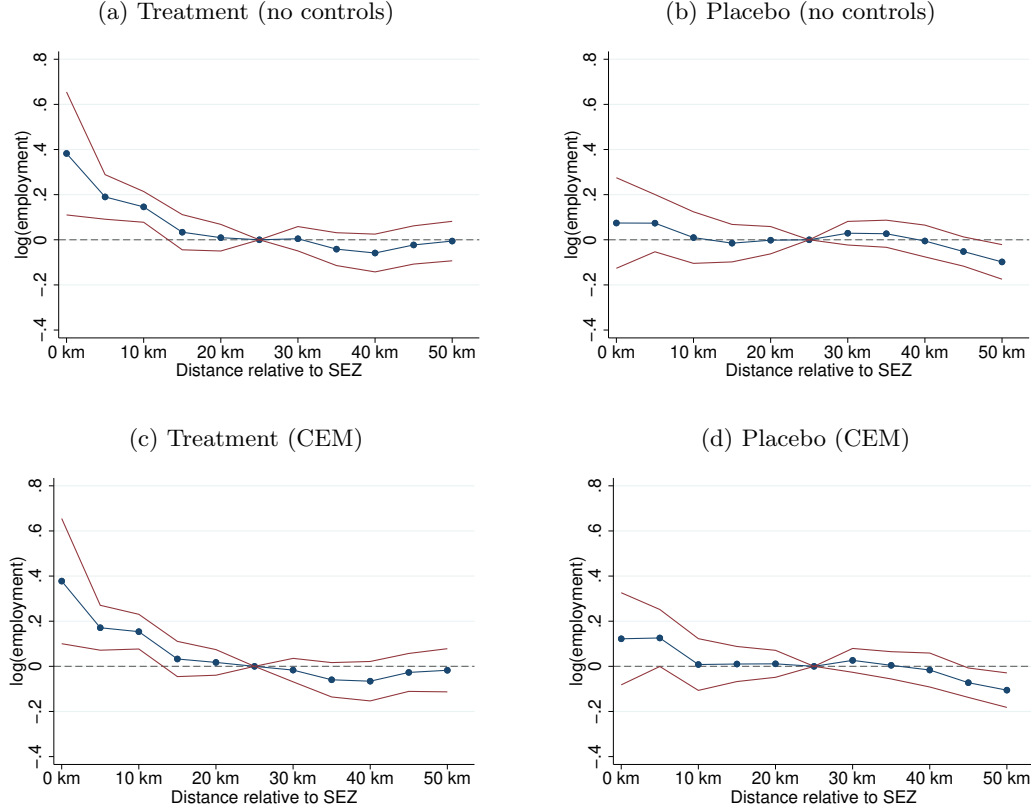 (a) Treatment (no controls)
(b) Placebo (no controls)
log(employment)
.8
.6
.4
.2
0
-.2
-.4
0 km 10 km 20 km 30 km 40 km 50 km
Distance relative to SEZ
log(employment)
.8
.6
.4
.2
0
-.2
-.4
0 km 10 km 20 km 30 km 40 km 50 km
Distance relative to SEZ
(c) Treatment (CEM)
(d) Placebo (CEM)
log(employment)
.8
.6
.4
.2
0
-.2
-.4
0 km 10 km 20 km 30 km 40 km 50 km
Distance relative to SEZ
log(employment)
.8
.6
.4
.2
0
-.2
-.4
0 km 10 km 20 km 30 km 40 km 50 km
Distance relative to SEZ